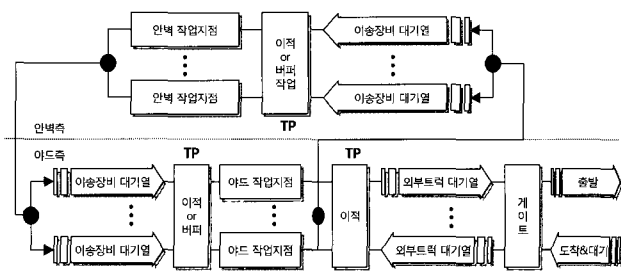 안벽 작업지점
이적
or
버퍼
작업
이송장비 대기열
안벽 작업지점
이송장비 대기열
TP
안벽측
야드측
TP
TP
이송장비 대기열
이적
or
버퍼
야드 작업지점
이적
외부트럭 대기열
게
이
트
출발
이송장비 대기열
야드 작업지점
외부트럭 대기열
도착&대기